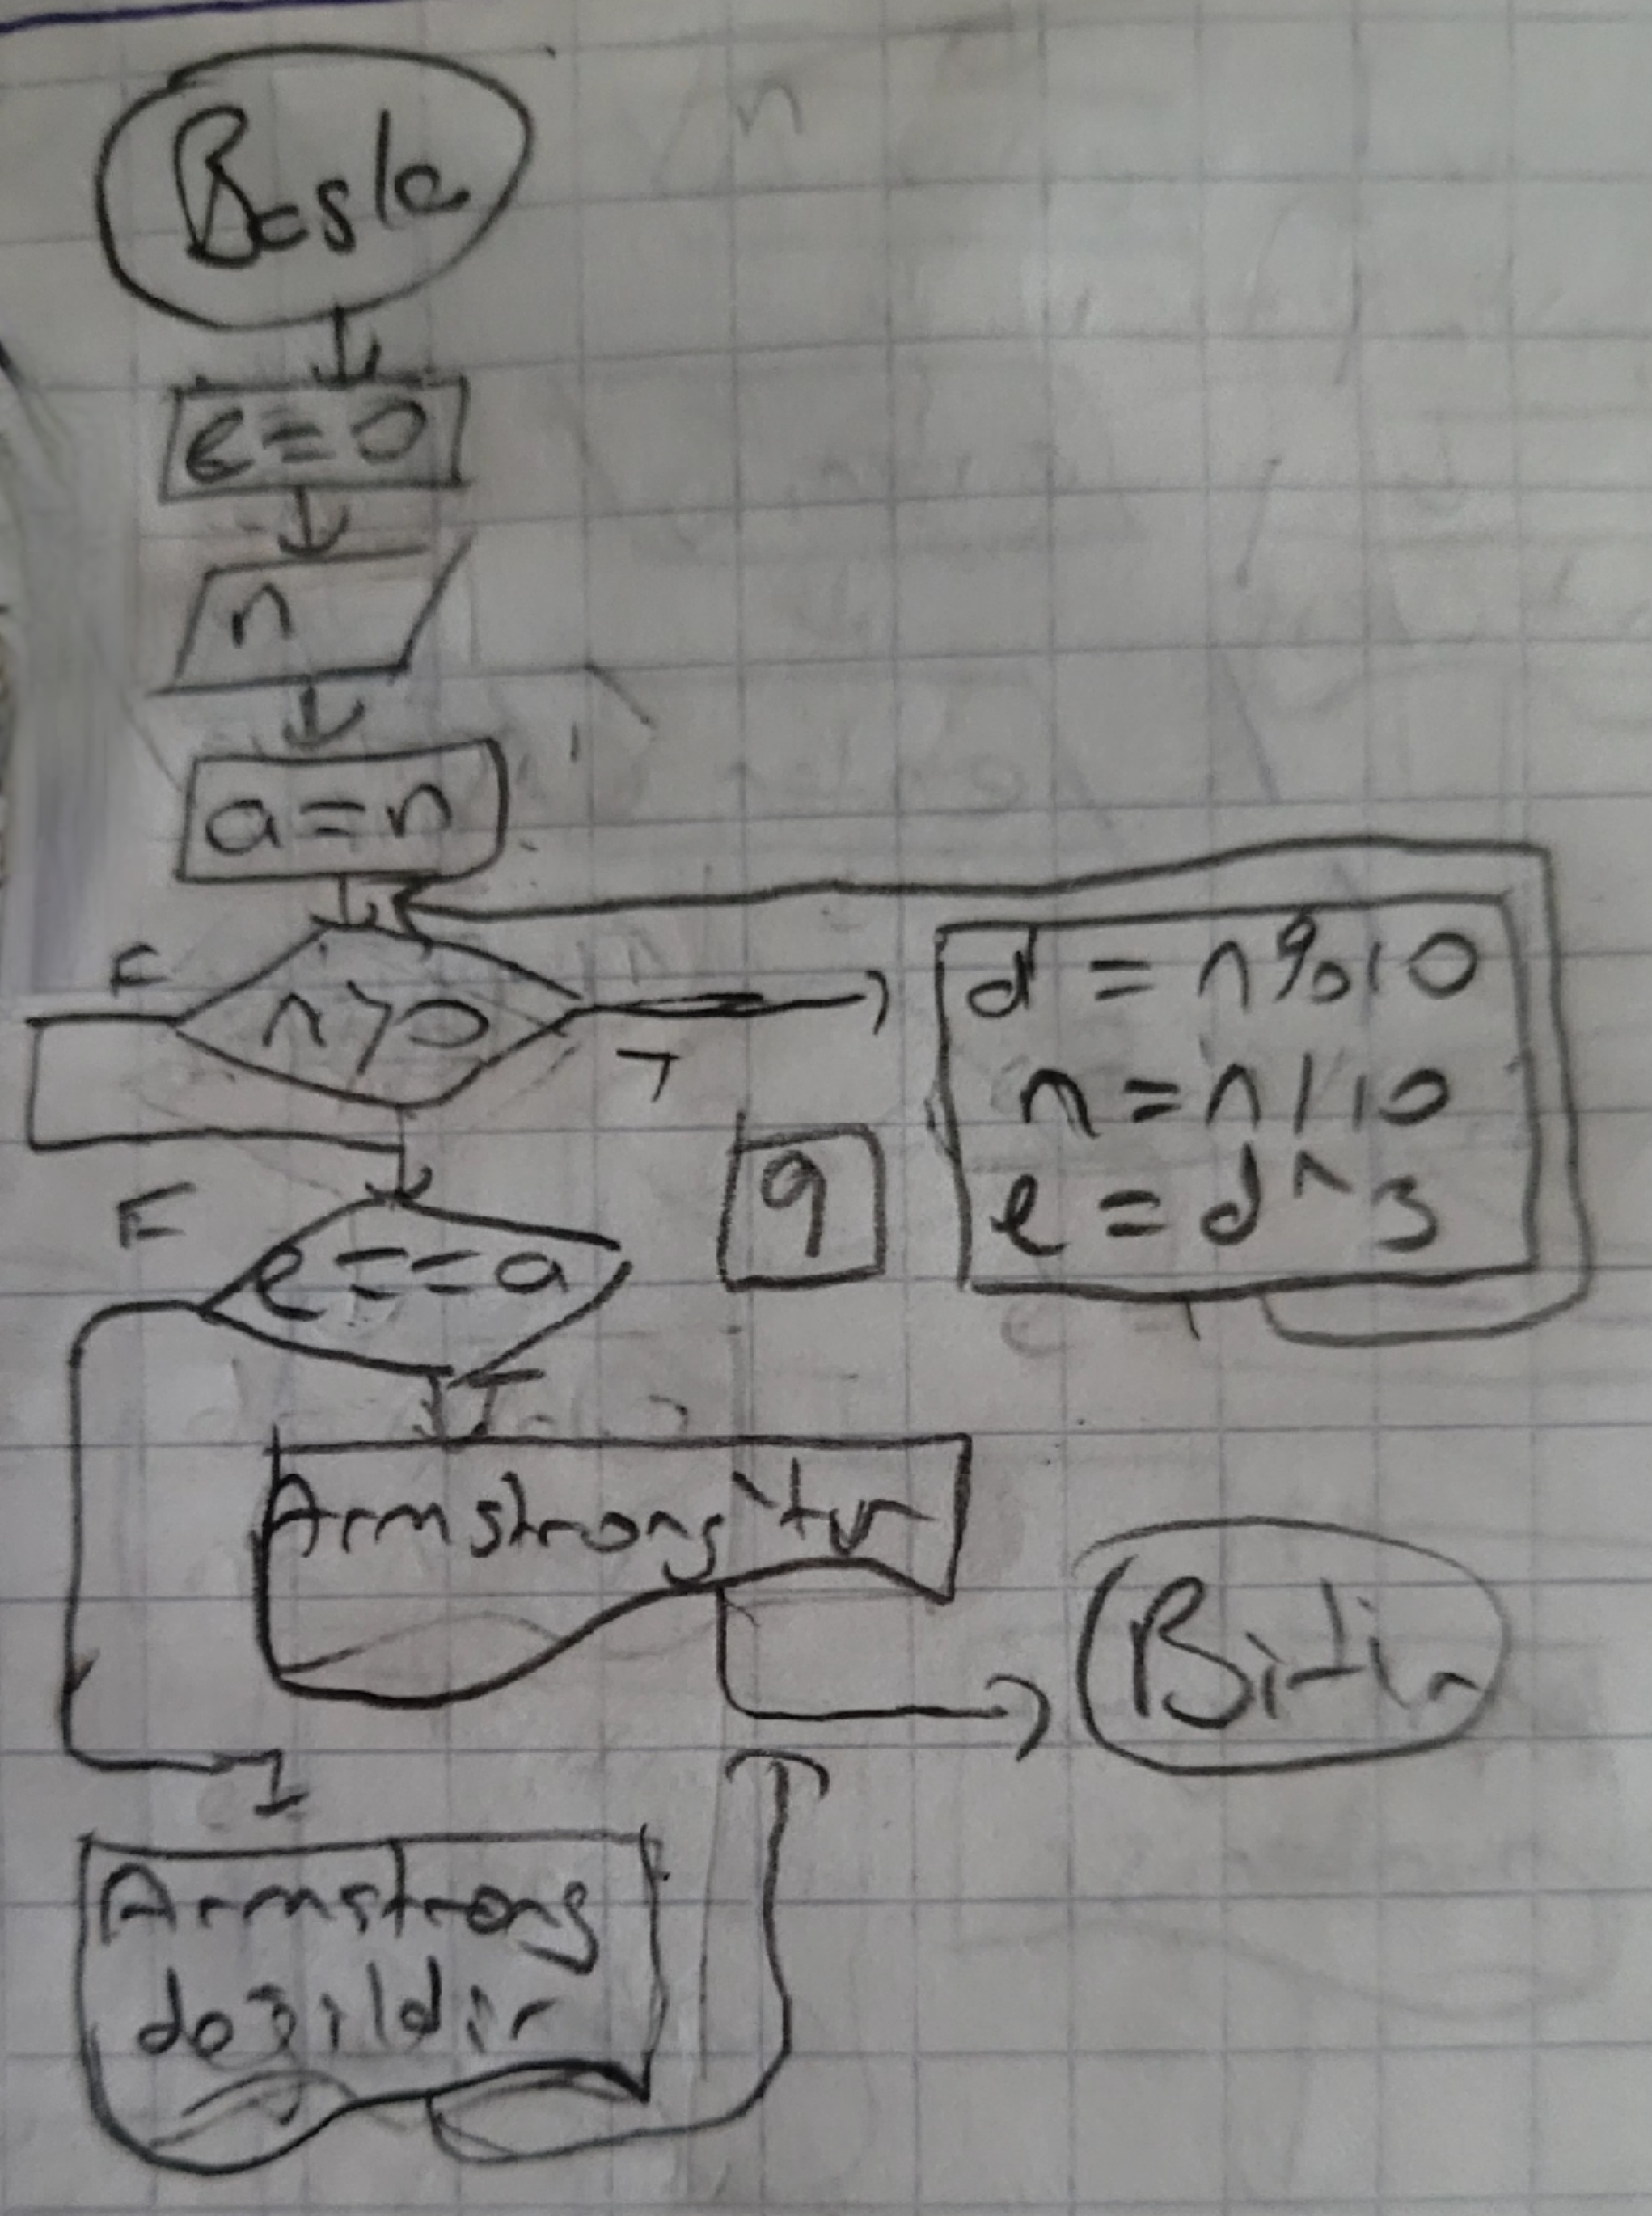 Başla
e=0
n
a=n
F
n>0
T
d = n%10
n = n/10
e = d^3
9
F
e==a
T
Armstrong'tur
Bitir
Armstrong
değildir